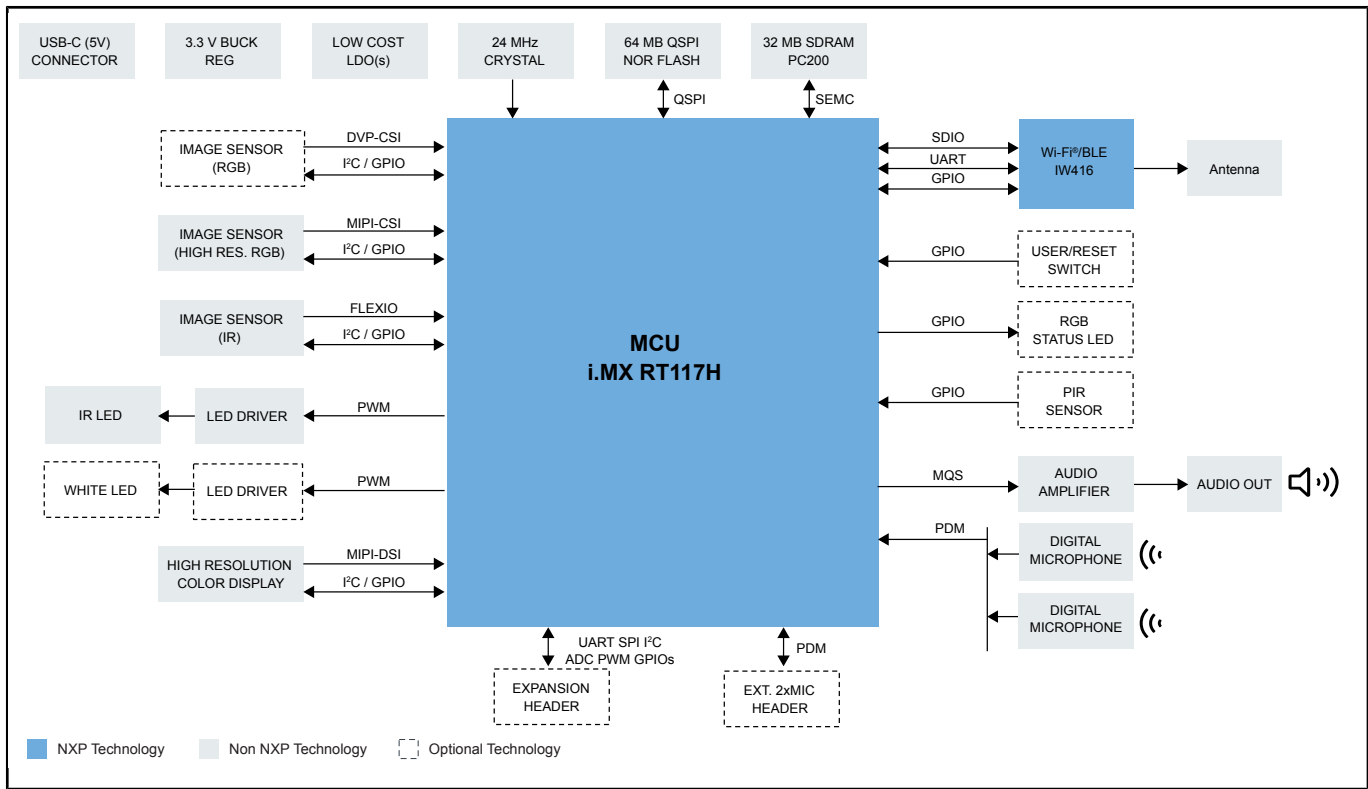 USB-C (5V)
CONNECTOR
3.3 V BUCK
REG
LOW COST
LDO(s)
24 MHz
CRYSTAL
64 MB QSPI
NOR FLASH
32 MB SDRAM
PC200
QSPI
SEMC
IMAGE SENSOR
(RGB)
DVP-CSI
I²C / GPIO
IMAGE SENSOR
(HIGH RES. RGB)
MIPI-CSI
I²C / GPIO
IMAGE SENSOR
(IR)
FLEXIO
I²C / GPIO
IR LED
LED DRIVER
PWM
WHITE LED
LED DRIVER
PWM
HIGH RESOLUTION
COLOR DISPLAY
MIPI-DSI
I²C / GPIO
MCU
i.MX RT117H
SDIO
UART
GPIO
Wi-Fi®/BLE
IW416
Antenna
GPIO
USER/RESET
SWITCH
GPIO
RGB
STATUS LED
GPIO
PIR
SENSOR
MQS
AUDIO
AMPLIFIER
AUDIO OUT
PDM
DIGITAL
MICROPHONE
DIGITAL
MICROPHONE
UART SPI I²C
ADC PWM GPIOs
EXPANSION
HEADER
PDM
EXT. 2xMIC
HEADER
NXP Technology
Non NXP Technology
Optional Technology